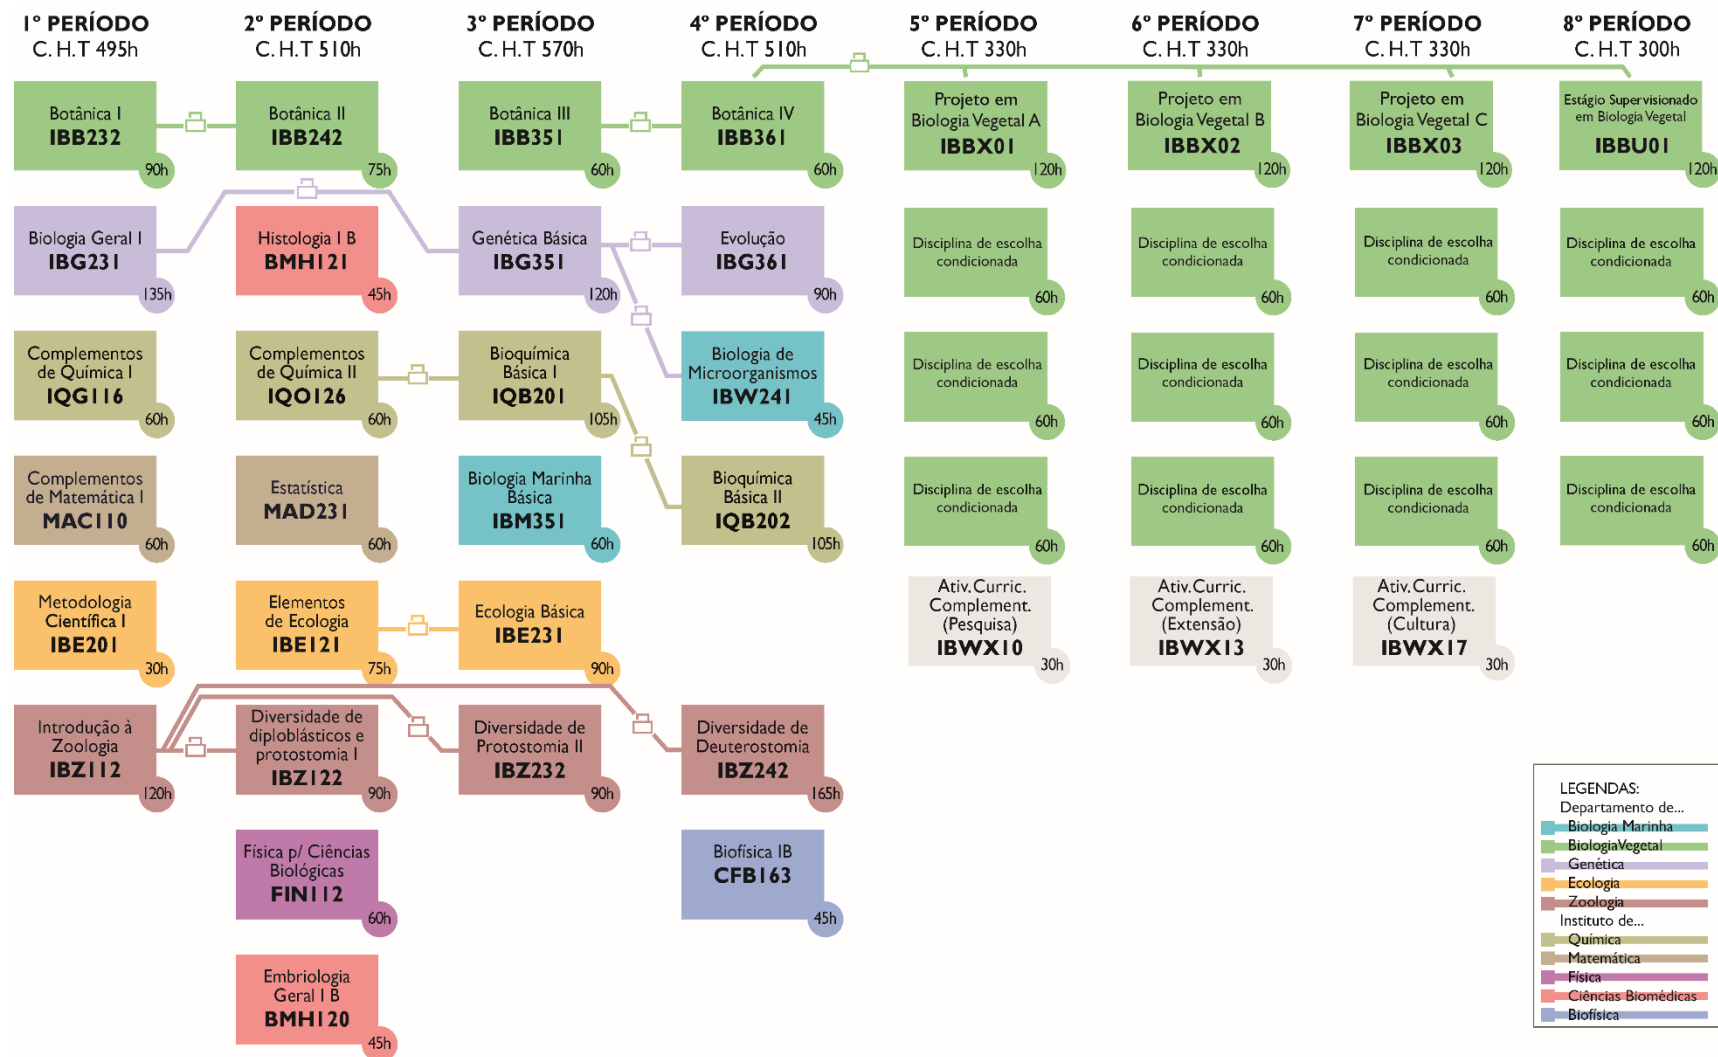 1º PERÍODO
C. H.T 495h
Botânica I
IBB232
90h
Biologia Geral I
IBG231
135h
Complementos
de Química I
IQG116
60h
Complementos
de Matemática I
MAC110
60h
Metodologia
Científica I
IBE201
30h
Introdução à
Zoologia
IBZ112
120h
2º PERÍODO
C. H.T 510h
Botânica II
IBB242
75h
Histologia I B
BMH121
45h
Complementos
de Química II
IQO126
60h
Estatística
MAD231
60h
Elementos
de Ecologia
IBE121
75h
Diversidade de
diploblásticos e
protostomia I
IBZ122
90h
Física p/ Ciências
Biológicas
FIN112
60h
Embriologia
Geral I B
BMH120
45h
3º PERÍODO
C. H.T 570h
Botânica III
IBB351
60h
Genética Básica
IBG351
120h
Bioquímica
Básica I
IQB201
105h
Biologia Marinha
Básica
IBM351
60h
Ecologia Básica
IBE231
90h
Diversidade de
Protostomia II
IBZ232
90h
4º PERÍODO
C. H.T 510h
Botânica IV
IBB361
60h
Evolução
IBG361
90h
Biologia de
Microorganismos
IBW241
45h
Bioquímica
Básica II
IQB202
105h
Diversidade de
Deuterostomia
IBZ242
165h
Biofísica IB
CFB163
45h
5º PERÍODO
C. H.T 330h
Projeto em
Biologia Vegetal A
IBBX01
120h
Disciplina de escolha
condicionada
60h
Disciplina de escolha
condicionada
60h
Disciplina de escolha
condicionada
60h
Ativ. Curric.
Complement.
(Pesquisa)
IBWX10
30h
6º PERÍODO
C. H.T 330h
Projeto em
Biologia Vegetal B
IBBX02
120h
Disciplina de escolha
condicionada
60h
Disciplina de escolha
condicionada
60h
Disciplina de escolha
condicionada
60h
Ativ. Curric.
Complement.
(Extensão)
IBWX13
30h
7º PERÍODO
C. H.T 330h
Projeto em
Biologia Vegetal C
IBBX03
120h
Disciplina de escolha
condicionada
60h
Disciplina de escolha
condicionada
60h
Disciplina de escolha
condicionada
60h
Ativ. Curric.
Complement.
(Cultura)
IBWX17
30h
8º PERÍODO
C. H.T 300h
Estágio Supervisionado
em Biologia Vegetal
IBBU01
120h
Disciplina de escolha
condicionada
60h
Disciplina de escolha
condicionada
60h
Disciplina de escolha
condicionada
60h
LEGENDAS:
Departamento de...
Biologia Marinha
BiologiaVegetal
Genética
Ecologia
Zoologia
Instituto de...
Química
Matemática
Física
Ciências Biomédicas
Biofísica